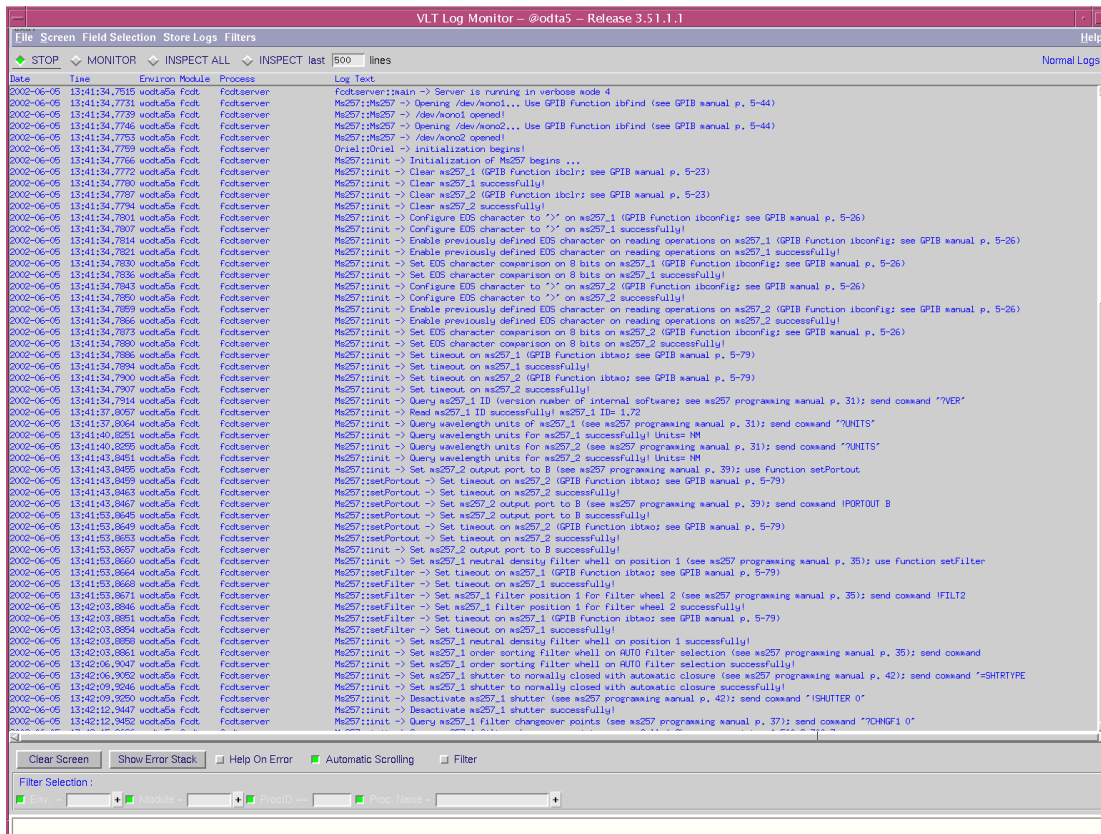 VLT Log Monitor – @odta5 – Release 3.51.1.1
File Screen Field Selection Store Logs Filters Help
STOP MONITOR INSPECT ALL INSPECT last 500 lines Normal Logs
Date Time Environ Module Process Log Text
2002-06-05 13:41:34.7515 wodta5a fcdt fcdtserver fcdtserver::main -> Server is running in verbose mode 4
2002-06-05 13:41:34.7731 wodta5a fcdt fcdtserver Ms257::Ms257 -> Opening /dev/mono1... Use GPIB function ibfind (see GPIB manual p. 5-44)
2002-06-05 13:41:34.7739 wodta5a fcdt fcdtserver Ms257::Ms257 -> /dev/mono1 opened!
2002-06-05 13:41:34.7746 wodta5a fcdt fcdtserver Ms257::Ms257 -> Opening /dev/mono2... Use GPIB function ibfind (see GPIB manual p. 5-44)
2002-06-05 13:41:34.7753 wodta5a fcdt fcdtserver Ms257::Ms257 -> /dev/mono2 opened!
2002-06-05 13:41:34.7759 wodta5a fcdt fcdtserver Oriel::Oriel -> initialization begins!
2002-06-05 13:41:34.7766 wodta5a fcdt fcdtserver Ms257::init -> Initialization of Ms257 begins ...
2002-06-05 13:41:34.7772 wodta5a fcdt fcdtserver Ms257::init -> Clear ms257_1 (GPIB function ibclr; see GPIB manual p. 5-23)
2002-06-05 13:41:34.7780 wodta5a fcdt fcdtserver Ms257::init -> Clear ms257_1 successfully!
2002-06-05 13:41:34.7787 wodta5a fcdt fcdtserver Ms257::init -> Clear ms257_2 (GPIB function ibclr; see GPIB manual p. 5-23)
2002-06-05 13:41:34.7794 wodta5a fcdt fcdtserver Ms257::init -> Clear ms257_2 successfully!
2002-06-05 13:41:34.7801 wodta5a fcdt fcdtserver Ms257::init -> Configure EOS character to '>' on ms257_1 (GPIB function ibconfig; see GPIB manual p. 5-26)
2002-06-05 13:41:34.7807 wodta5a fcdt fcdtserver Ms257::init -> Configure EOS character to '>' on ms257_1 successfully!
2002-06-05 13:41:34.7814 wodta5a fcdt fcdtserver Ms257::init -> Enable previously defined EOS character on reading operations on ms257_1 (GPIB function ibconfig; see GPIB manual p. 5-26)
2002-06-05 13:41:34.7821 wodta5a fcdt fcdtserver Ms257::init -> Enable previously defined EOS character on reading operations on ms257_1 successfully!
2002-06-05 13:41:34.7830 wodta5a fcdt fcdtserver Ms257::init -> Set EOS character comparison on 8 bits on ms257_1 (GPIB function ibconfig; see GPIB manual p. 5-26)
2002-06-05 13:41:34.7836 wodta5a fcdt fcdtserver Ms257::init -> Set EOS character comparison on 8 bits on ms257_1 successfully!
2002-06-05 13:41:34.7843 wodta5a fcdt fcdtserver Ms257::init -> Configure EOS character to '>' on ms257_2 (GPIB function ibconfig; see GPIB manual p. 5-26)
2002-06-05 13:41:34.7850 wodta5a fcdt fcdtserver Ms257::init -> Configure EOS character to '>' on ms257_2 successfully!
2002-06-05 13:41:34.7859 wodta5a fcdt fcdtserver Ms257::init -> Enable previously defined EOS character on reading operations on ms257_2 (GPIB function ibconfig; see GPIB manual p. 5-26)
2002-06-05 13:41:34.7866 wodta5a fcdt fcdtserver Ms257::init -> Enable previously defined EOS character on reading operations on ms257_2 successfully!
2002-06-05 13:41:34.7873 wodta5a fcdt fcdtserver Ms257::init -> Set EOS character comparison on 8 bits on ms257_2 (GPIB function ibconfig; see GPIB manual p. 5-26)
2002-06-05 13:41:34.7880 wodta5a fcdt fcdtserver Ms257::init -> Set EOS character comparison on 8 bits on ms257_2 successfully!
2002-06-05 13:41:34.7886 wodta5a fcdt fcdtserver Ms257::init -> Set timeout on ms257_1 (GPIB function ibtmo; see GPIB manual p. 5-79)
2002-06-05 13:41:34.7894 wodta5a fcdt fcdtserver Ms257::init -> Set timeout on ms257_1 successfully!
2002-06-05 13:41:34.7900 wodta5a fcdt fcdtserver Ms257::init -> Set timeout on ms257_2 (GPIB function ibtmo; see GPIB manual p. 5-79)
2002-06-05 13:41:34.7907 wodta5a fcdt fcdtserver Ms257::init -> Set timeout on ms257_2 successfully!
2002-06-05 13:41:34.7914 wodta5a fcdt fcdtserver Ms257::init -> Query ms257_1 ID (version number of internal software; see ms257 programming manual p. 31); send command "?VER"
2002-06-05 13:41:37.8057 wodta5a fcdt fcdtserver Ms257::init -> Read ms257_1 ID successfully! ms257_1 ID= 1.72
2002-06-05 13:41:37.8064 wodta5a fcdt fcdtserver Ms257::init -> Query wavelength units of ms257_1 (see ms257 programming manual p. 31); send command "?UNITS"
2002-06-05 13:41:40.8251 wodta5a fcdt fcdtserver Ms257::init -> Query wavelength units for ms257_1 successfully! Units= NM
2002-06-05 13:41:40.8255 wodta5a fcdt fcdtserver Ms257::init -> Query wavelength units for ms257_2 (see ms257 programming manual p. 31); send command "?UNITS"
2002-06-05 13:41:43.8451 wodta5a fcdt fcdtserver Ms257::init -> Query wavelength units for ms257_2 successfully! Units= NM
2002-06-05 13:41:43.8455 wodta5a fcdt fcdtserver Ms257::init -> Set ms257_2 output port to B (see ms257 programming manual p. 39); use function setPortout
2002-06-05 13:41:43.8459 wodta5a fcdt fcdtserver Ms257::setPortout -> Set timeout on ms257_2 (GPIB function ibtmo; see GPIB manual p. 5-79)
2002-06-05 13:41:43.8463 wodta5a fcdt fcdtserver Ms257::setPortout -> Set timeout on ms257_2 successfully!
2002-06-05 13:41:43.8467 wodta5a fcdt fcdtserver Ms257::setPortout -> Set ms257_2 output port to B (see ms257 programming manual p. 39); send command !PORTOUT B
2002-06-05 13:41:53.8645 wodta5a fcdt fcdtserver Ms257::setPortout -> Set ms257_2 output port to B successfully!
2002-06-05 13:41:53.8649 wodta5a fcdt fcdtserver Ms257::setPortout -> Set timeout on ms257_2 (GPIB function ibtmo; see GPIB manual p. 5-79)
2002-06-05 13:41:53.8653 wodta5a fcdt fcdtserver Ms257::setPortout -> Set timeout on ms257_2 successfully!
2002-06-05 13:41:53.8657 wodta5a fcdt fcdtserver Ms257::init -> Set ms257_2 output port to B successfully!
2002-06-05 13:41:53.8660 wodta5a fcdt fcdtserver Ms257::init -> Set ms257_1 neutral density filter whell on position 1 (see ms257 programming manual p. 35); use function setFilter
2002-06-05 13:41:53.8664 wodta5a fcdt fcdtserver Ms257::setFilter -> Set timeout on ms257_1 (GPIB function ibtmo; see GPIB manual p. 5-79)
2002-06-05 13:41:53.8668 wodta5a fcdt fcdtserver Ms257::setFilter -> Set timeout on ms257_1 successfully!
2002-06-05 13:41:53.8671 wodta5a fcdt fcdtserver Ms257::setFilter -> Set ms257_1 filter position 1 for filter wheel 2 (see ms257 programming manual p. 35); send command !FILT2
2002-06-05 13:42:03.8846 wodta5a fcdt fcdtserver Ms257::setFilter -> Set ms257_1 filter position 1 for filter wheel 2 successfully!
2002-06-05 13:42:03.8851 wodta5a fcdt fcdtserver Ms257::setFilter -> Set timeout on ms257_1 (GPIB function ibtmo; see GPIB manual p. 5-79)
2002-06-05 13:42:03.8854 wodta5a fcdt fcdtserver Ms257::setFilter -> Set timeout on ms257_1 successfully!
2002-06-05 13:42:03.8858 wodta5a fcdt fcdtserver Ms257::init -> Set ms257_1 neutral density filter whell on position 1 successfully!
2002-06-05 13:42:03.8861 wodta5a fcdt fcdtserver Ms257::init -> Set ms257_1 order sorting filter whell on AUTO filter selection (see ms257 programming manual p. 35); send command
2002-06-05 13:42:06.9047 wodta5a fcdt fcdtserver Ms257::init -> Set ms257_1 order sorting filter whell on AUTO filter selection successfully!
2002-06-05 13:42:06.9052 wodta5a fcdt fcdtserver Ms257::init -> Set ms257_1 shutter to normally closed with automatic closure (see ms257 programming manual p. 42); send command "=SHRTYPE
2002-06-05 13:42:09.9246 wodta5a fcdt fcdtserver Ms257::init -> Set ms257_1 shutter to normally closed with automatic closure successfully!
2002-06-05 13:42:09.9250 wodta5a fcdt fcdtserver Ms257::init -> Desactivate ms257_1 shutter (see ms257 programming manual p. 42); send command "!SHUTTER 0"
2002-06-05 13:42:12.9447 wodta5a fcdt fcdtserver Ms257::init -> Desactivate ms257_1 shutter successfully!
2002-06-05 13:42:12.9452 wodta5a fcdt fcdtserver Ms257::init -> Query ms257_1 filter changeover points (see ms257 programming manual p. 37); send command "?CHNGF1 0"
Clear Screen Show Error Stack Help On Error Automatic Scrolling Filter
Filter Selection :
Env. = + Module = + ProcID == Proc. Name = +